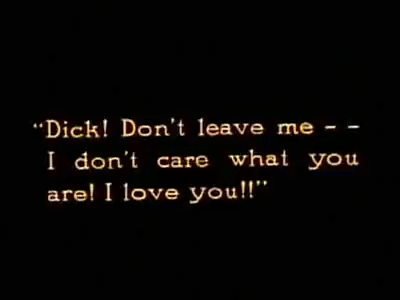 "Dick! Don't leave me - -
I don't care what you
are! I love you!!"